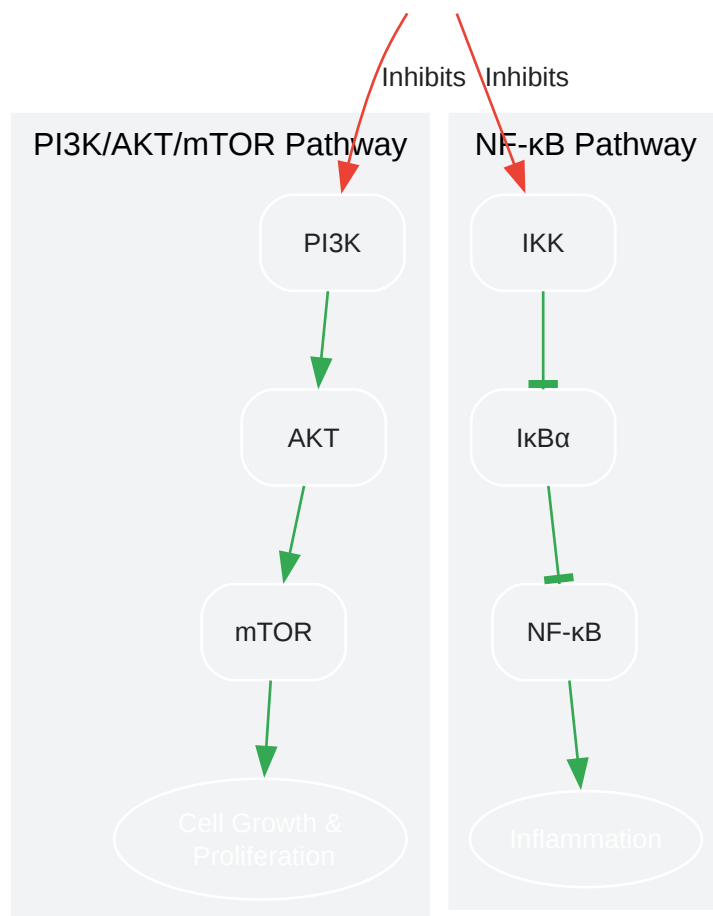 Inhibits
Inhibits
PI3K/AKT/mTOR Pathway
NF-κB Pathway
PI3K
IKK
AKT
IκBα
mTOR
NF-κB
Cell Growth &
Proliferation
Inflammation